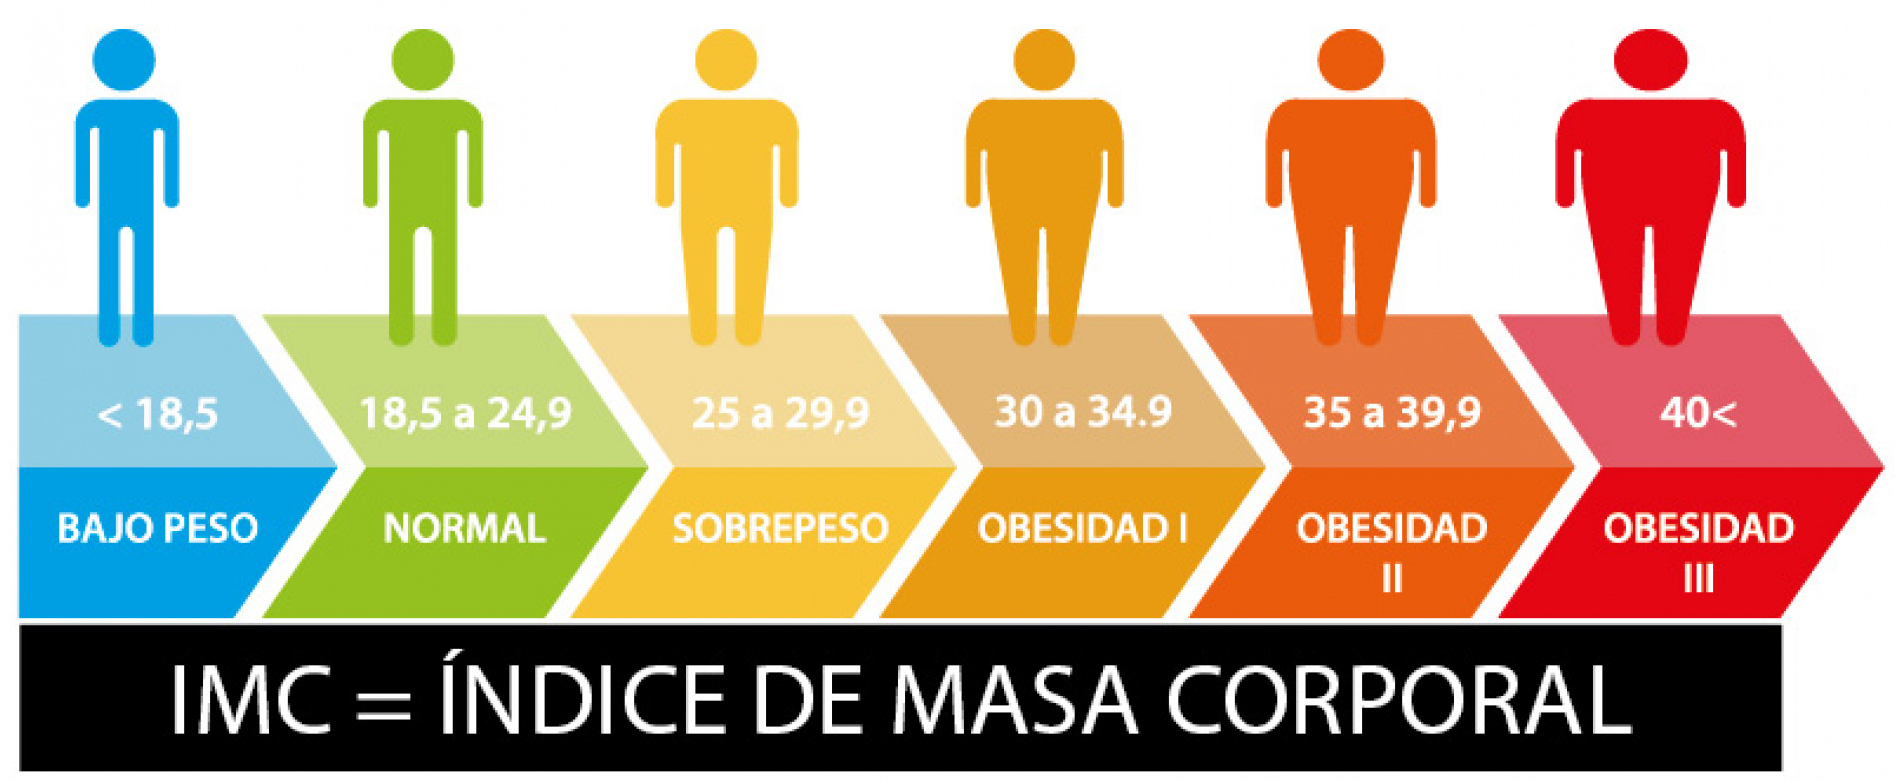 < 18,5
18,5 a 24,9
25 a 29,9
30 a 34.9
35 a 39,9
40<
BAJO PESO
NORMAL
SOBREPESO
OBESIDAD I
OBESIDAD
II
OBESIDAD
III
IMC = ÍNDICE DE MASA CORPORAL